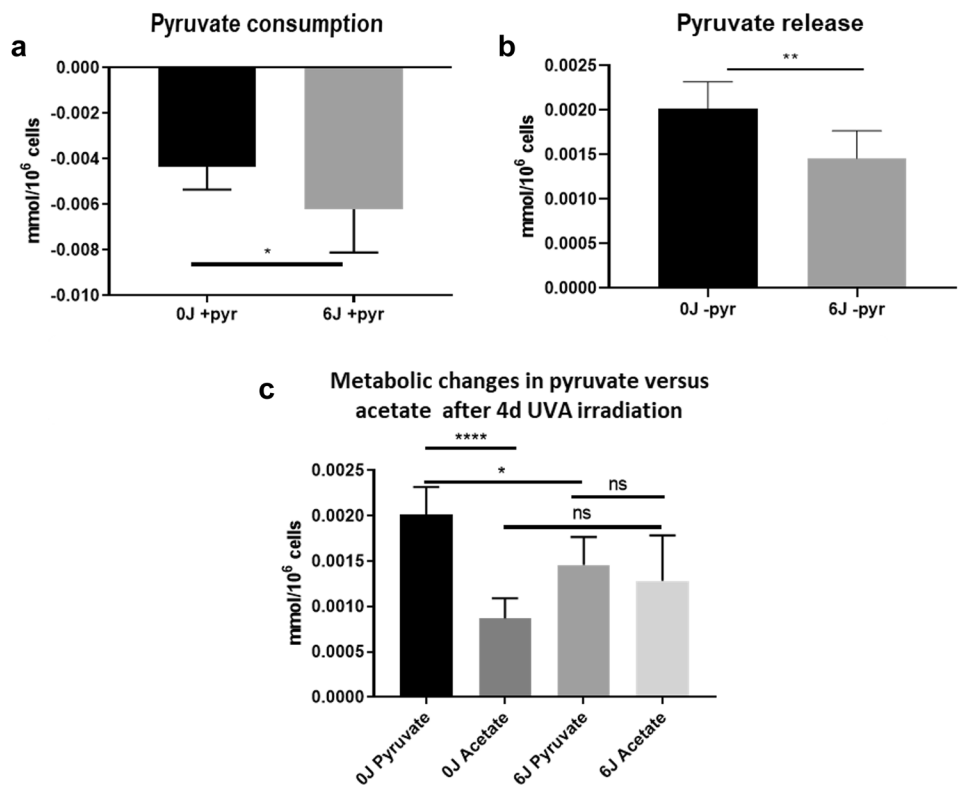 a
Pyruvate consumption
mmol/10⁶ cells
0.000
-0.002
-0.004
-0.006
-0.008
-0.010
*
0J +pyr
6J +pyr
b
Pyruvate release
mmol/10⁶ cells
0.0025
0.0020
0.0015
0.0010
0.0005
0.0000
**
0J -pyr
6J -pyr
c
Metabolic changes in pyruvate versus
acetate after 4d UVA irradiation
mmol/10⁶ cells
0.0025
0.0020
0.0015
0.0010
0.0005
0.0000
****
*
ns
ns
0J Pyruvate
0J Acetate
6J Pyruvate
6J Acetate